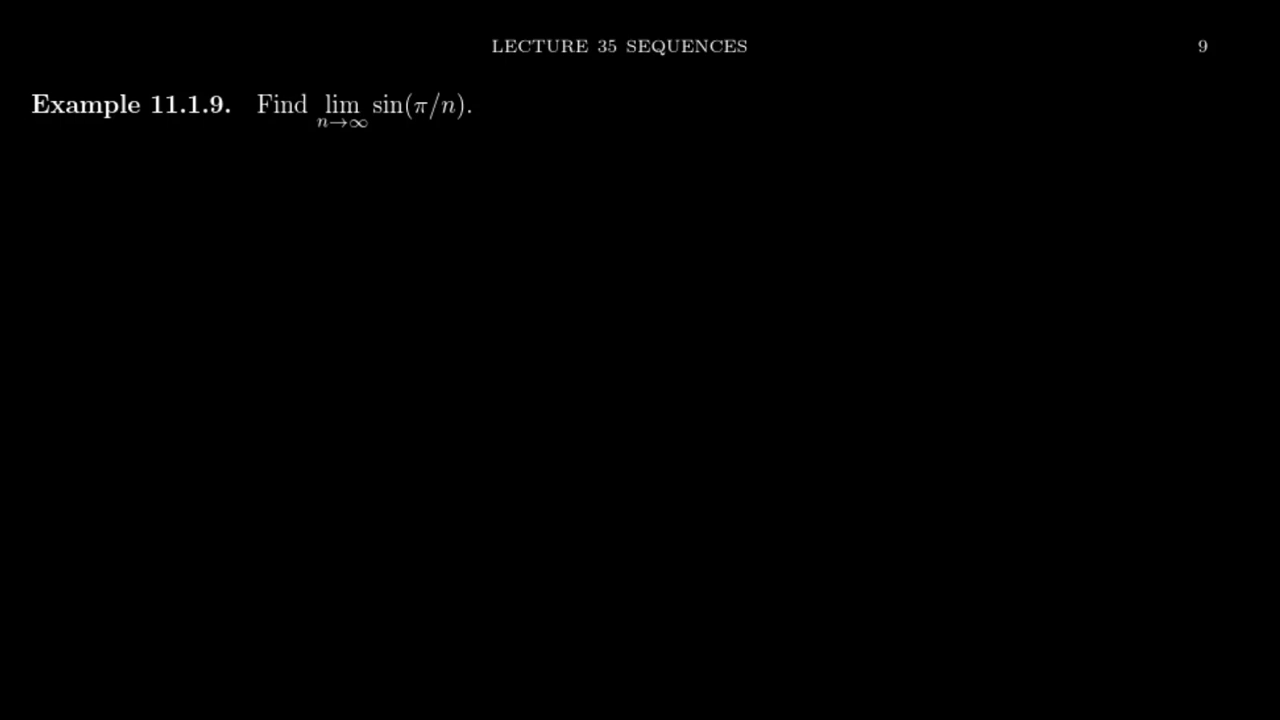 LECTURE 35 SEQUENCES 9
Example 11.1.9. Find lim sin(π/n).
n→∞